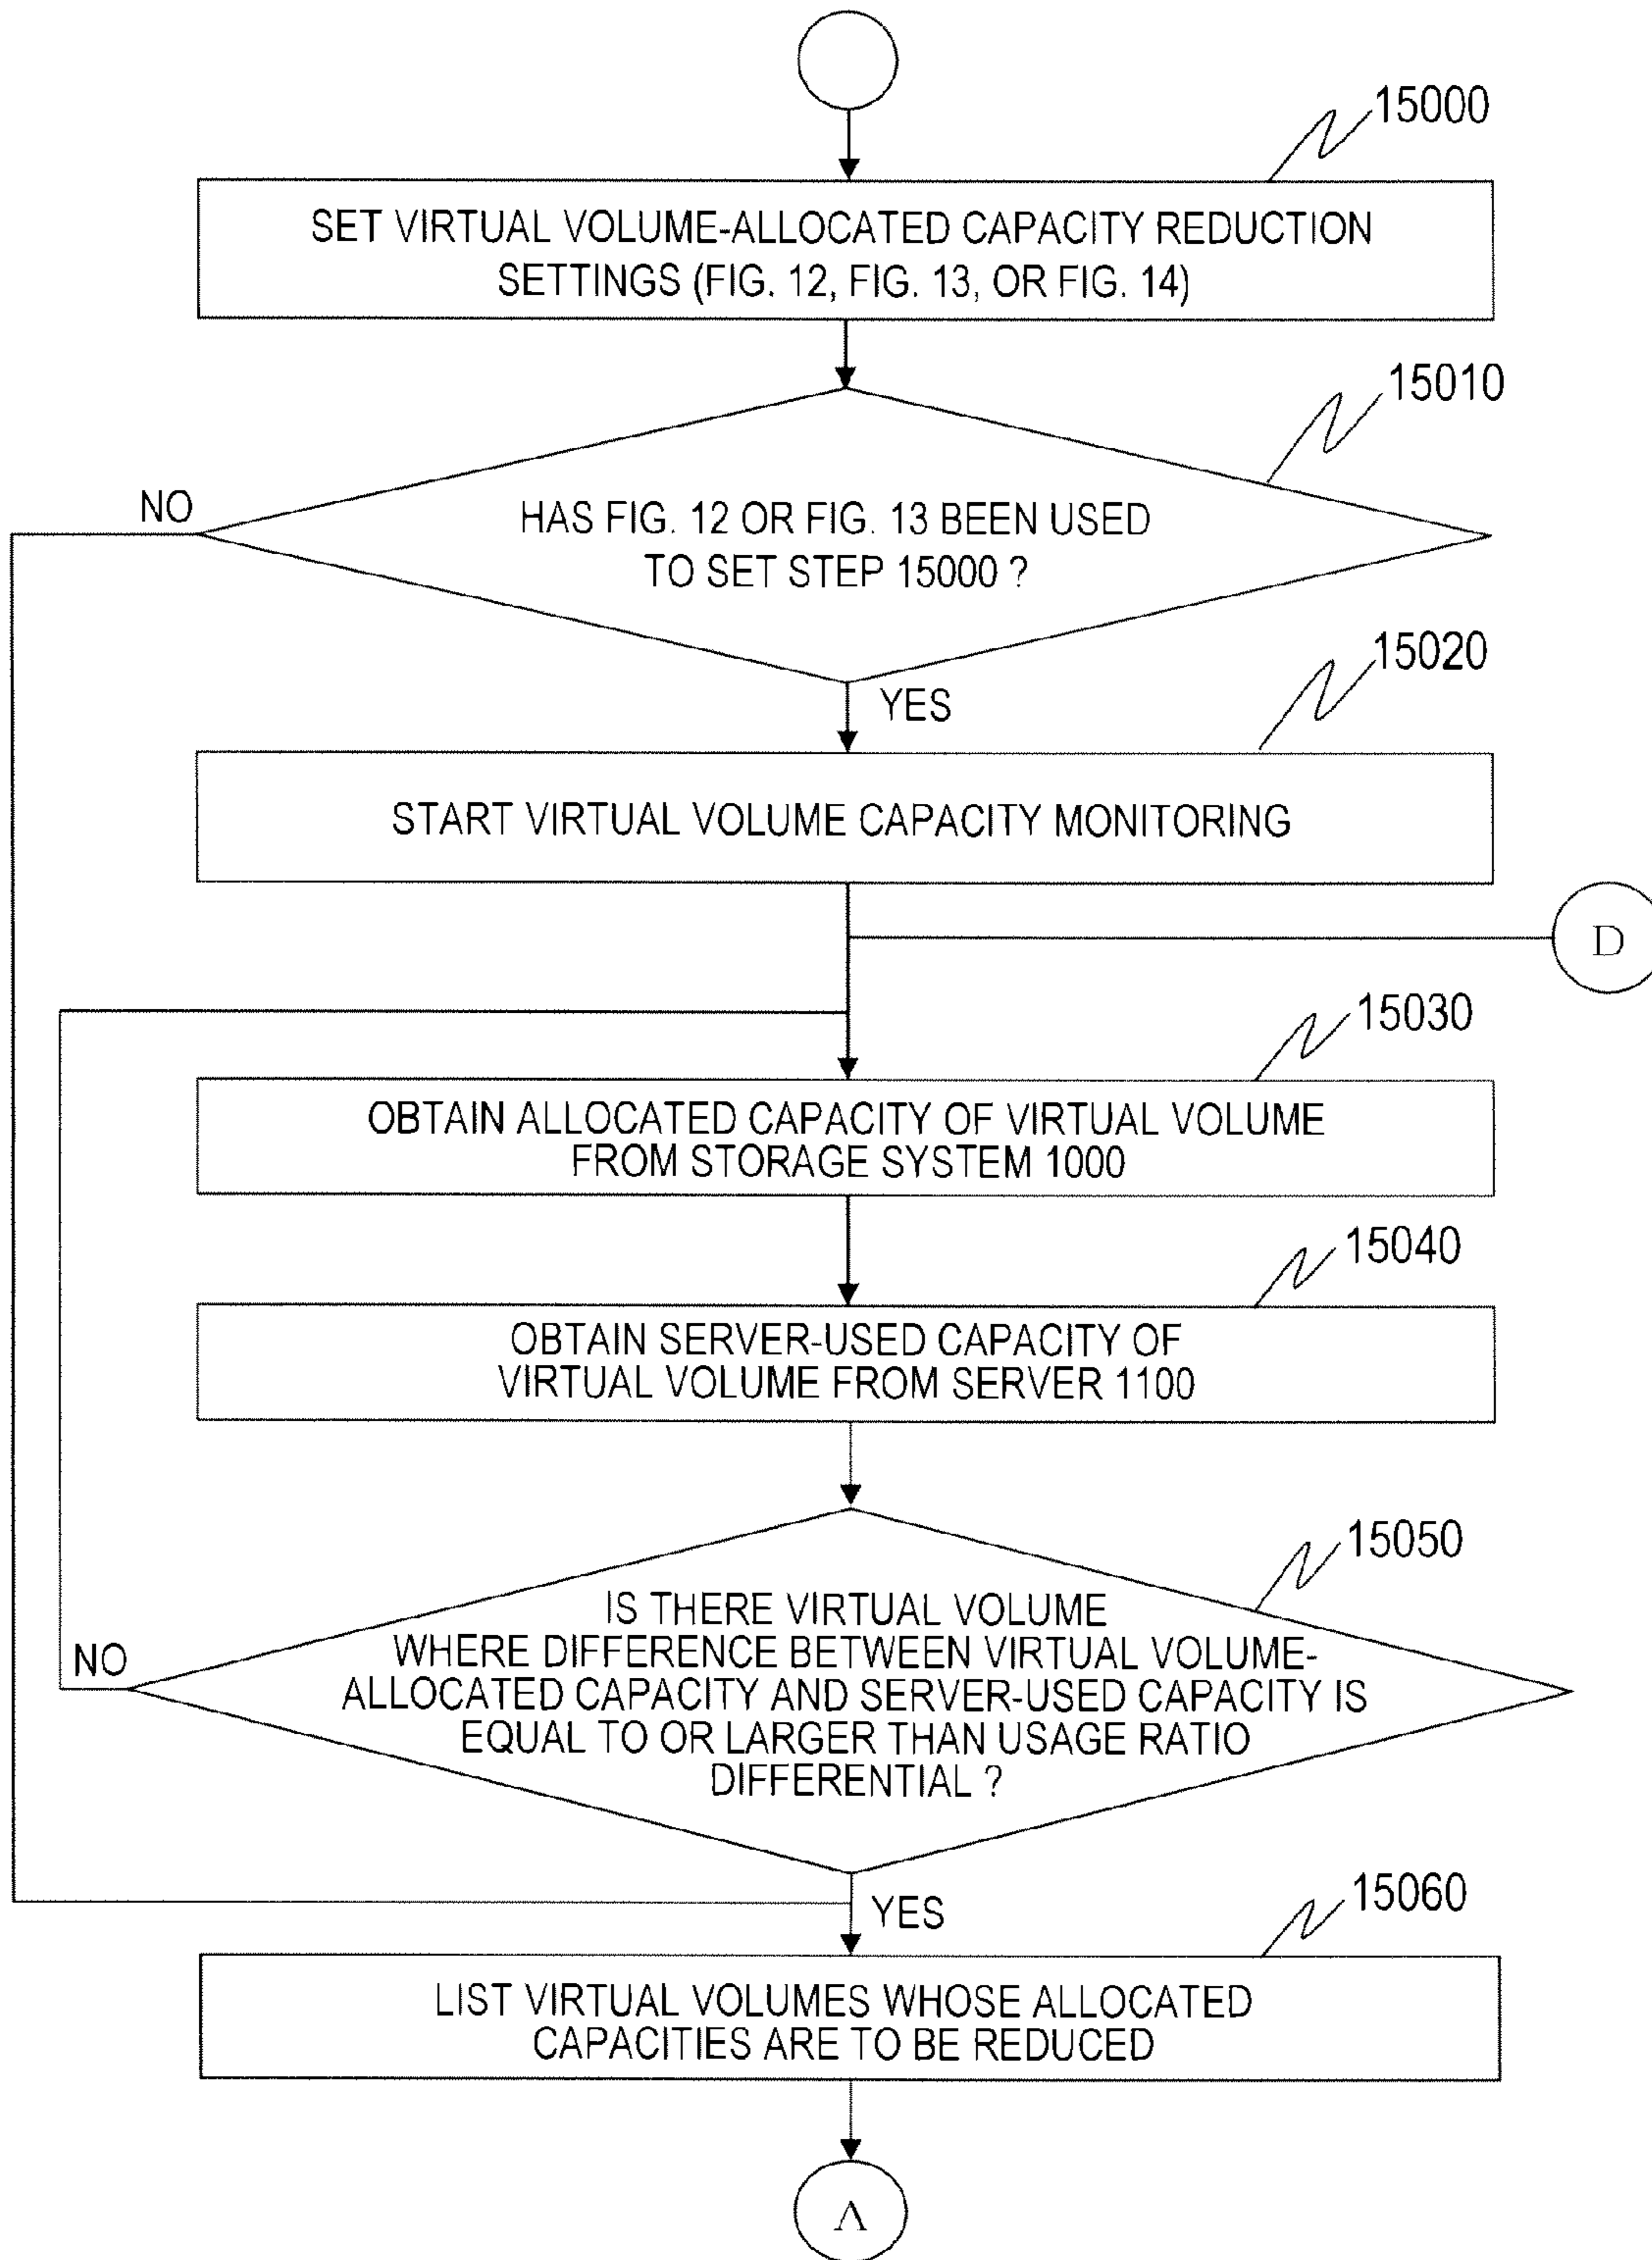 15000
SET VIRTUAL VOLUME-ALLOCATED CAPACITY REDUCTION
SETTINGS (FIG. 12, FIG. 13, OR FIG. 14)
15010
NO
HAS FIG. 12 OR FIG. 13 BEEN USED
TO SET STEP 15000 ?
15020
YES
START VIRTUAL VOLUME CAPACITY MONITORING
D
15030
OBTAIN ALLOCATED CAPACITY OF VIRTUAL VOLUME
FROM STORAGE SYSTEM 1000
15040
OBTAIN SERVER-USED CAPACITY OF
VIRTUAL VOLUME FROM SERVER 1100
15050
IS THERE VIRTUAL VOLUME
WHERE DIFFERENCE BETWEEN VIRTUAL VOLUME-
NO
ALLOCATED CAPACITY AND SERVER-USED CAPACITY IS
EQUAL TO OR LARGER THAN USAGE RATIO
DIFFERENTIAL ?
15060
YES
LIST VIRTUAL VOLUMES WHOSE ALLOCATED
CAPACITIES ARE TO BE REDUCED
A